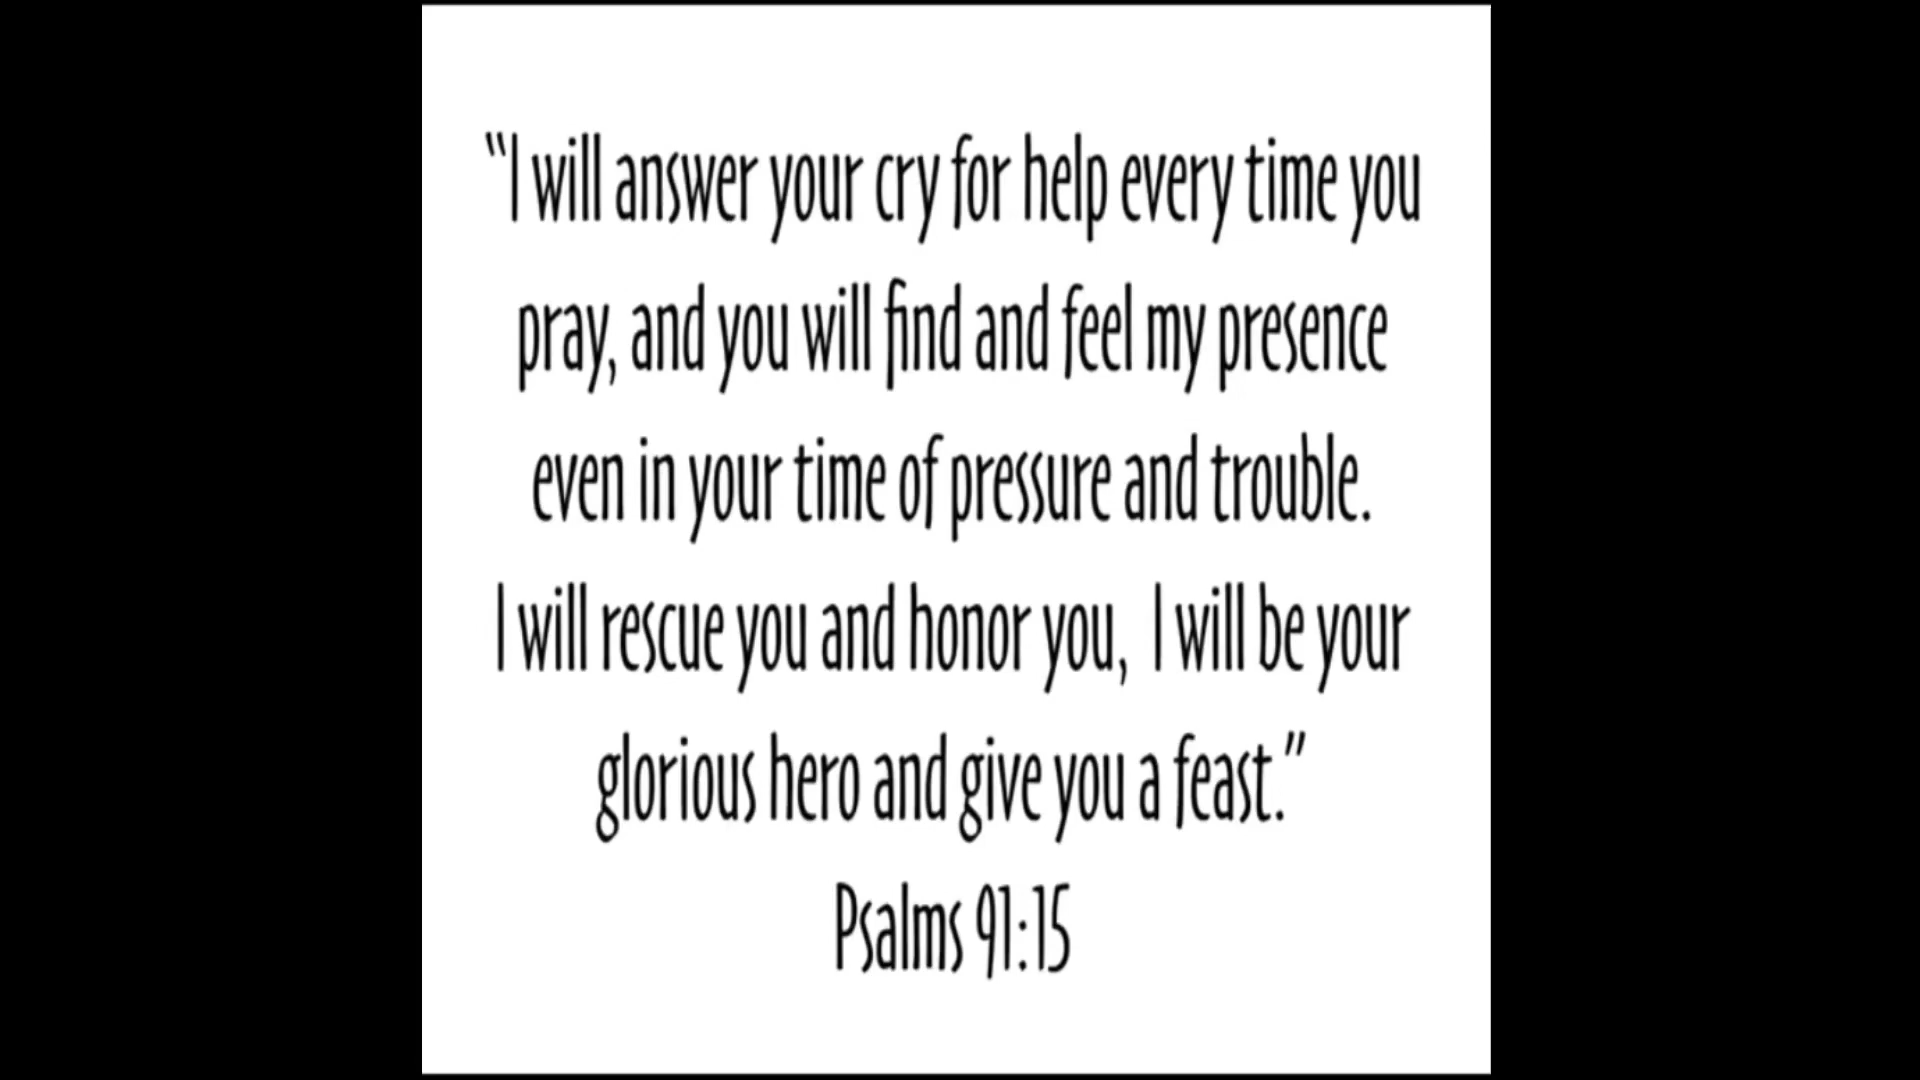 “I will answer your cry for help every time you
pray, and you will find and feel my presence
even in your time of pressure and trouble.
I will rescue you and honor you,  I will be your
glorious hero and give you a feast.”
Psalms 91:15